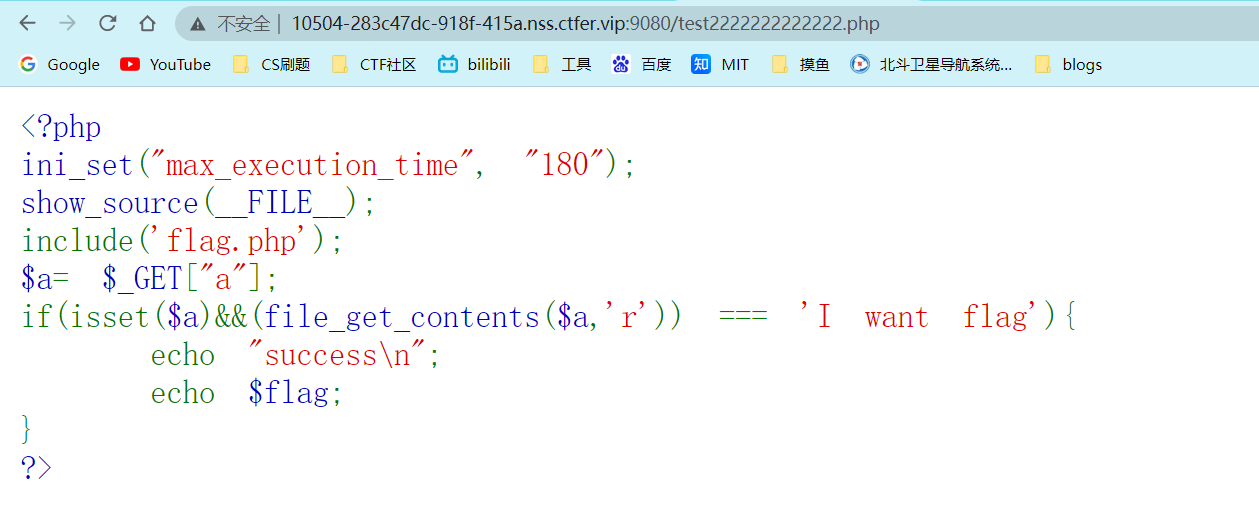 不安全 | 10504-283c47dc-918f-415a.nss.ctfer.vip:9080/test2222222222222.php
Google YouTube CS刷题 CTF社区 bilibili 工具 百度 知 MIT 摸鱼 北斗卫星导航系统... blogs
<?php
ini_set("max_execution_time", "180");
show_source(__FILE__);
include('flag.php');
$a= $_GET["a"];
if(isset($a)&&(file_get_contents($a,'r')) === 'I want flag'){
echo "success\n";
echo $flag;
}
?>